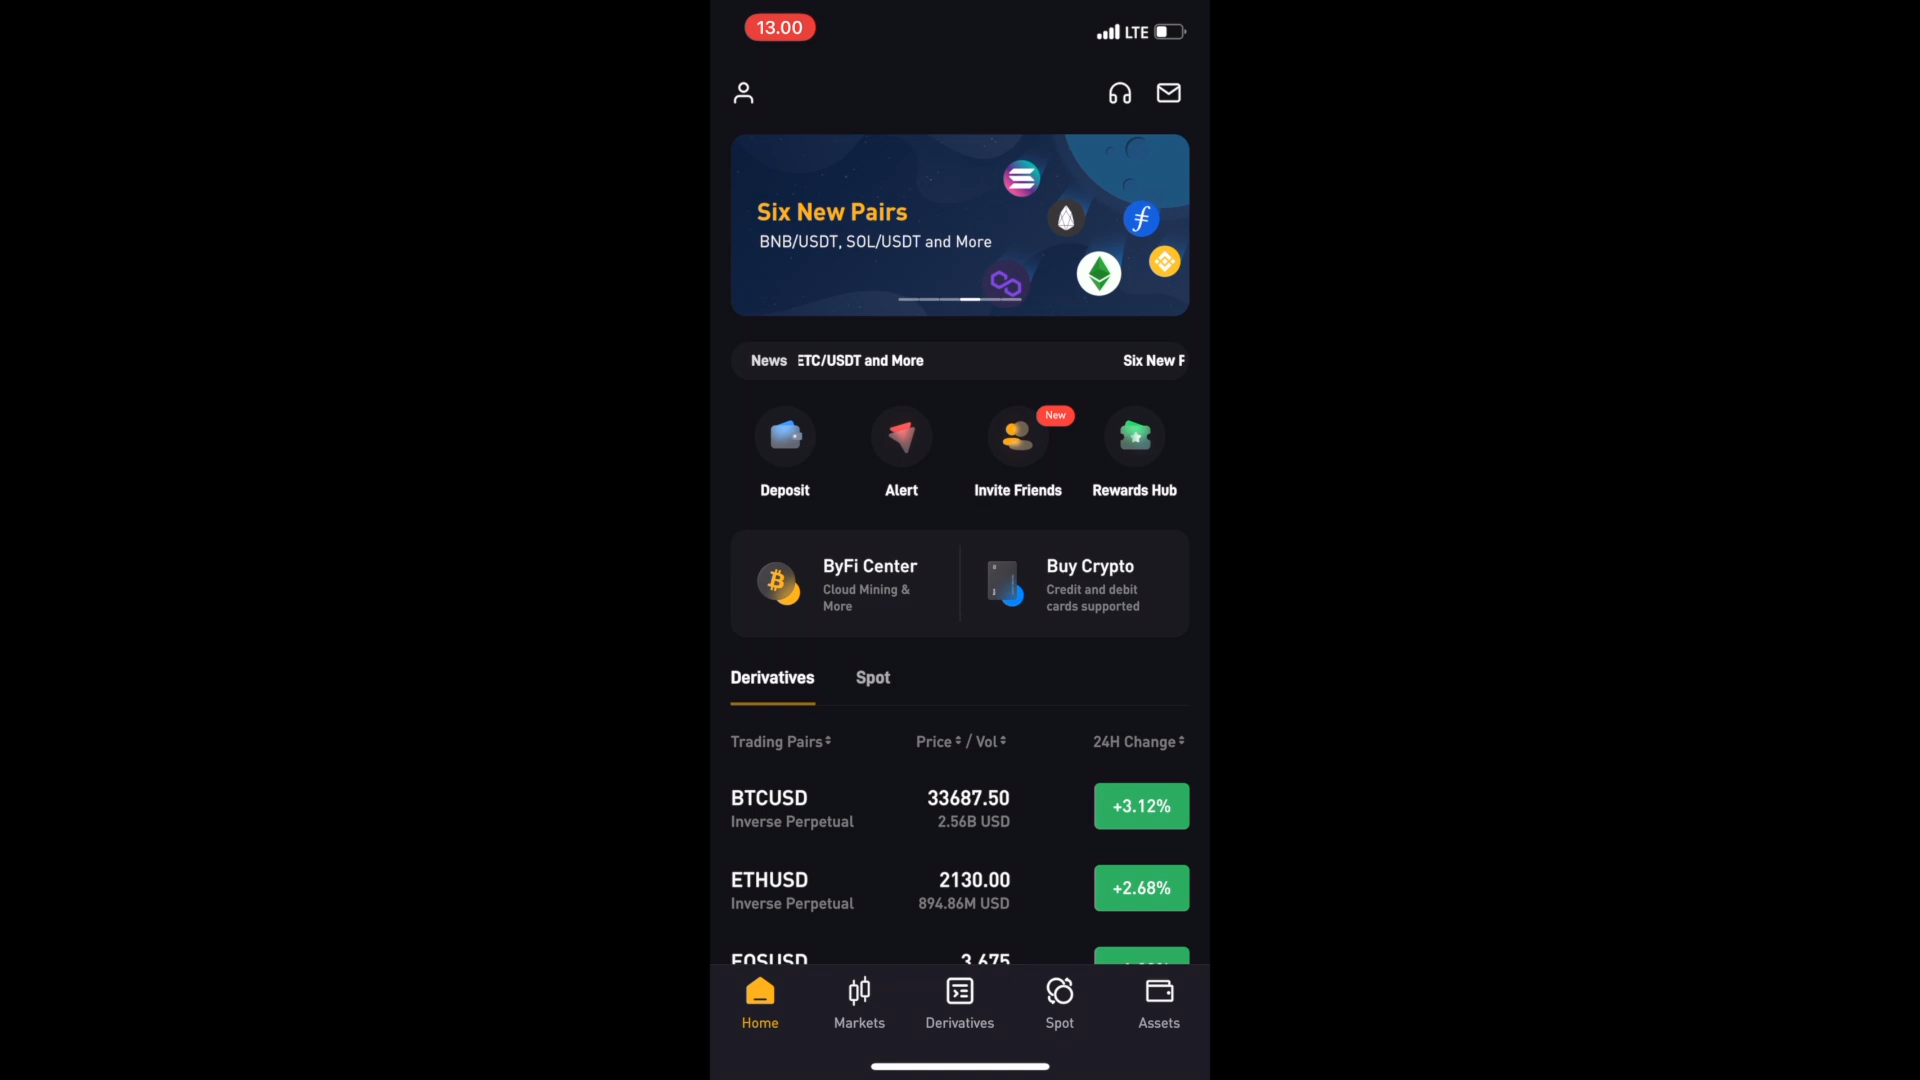 13.00
LTE
Six New Pairs
BNB/USDT, SOL/USDT and More
News ETC/USDT and More Six New P
New
Deposit Alert Invite Friends Rewards Hub
ByFi Center
Cloud Mining &
More
Buy Crypto
Credit and debit
cards supported
Derivatives Spot
Trading Pairs Price / Vol 24H Change
BTCUSD 33687.50 +3.12%
Inverse Perpetual 2.56B USD
ETHUSD 2130.00 +2.68%
Inverse Perpetual 894.86M USD
EOSUSD 3.675
Home Markets Derivatives Spot Assets